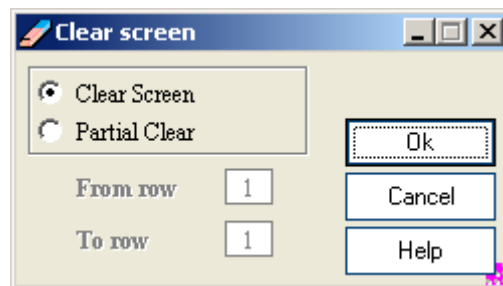 Clear screen
Clear Screen
Partial Clear
From row 1
To row 1
Ok
Cancel
Help